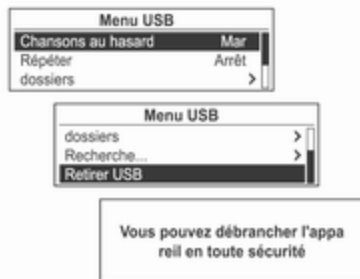 Menu USB
Chansons au hasard Mar
Répéter Arrêt
dossiers >
Menu USB
dossiers >
Recherche... >
Retirer USB
Vous pouvez débrancher l'appa
reil en toute sécurité